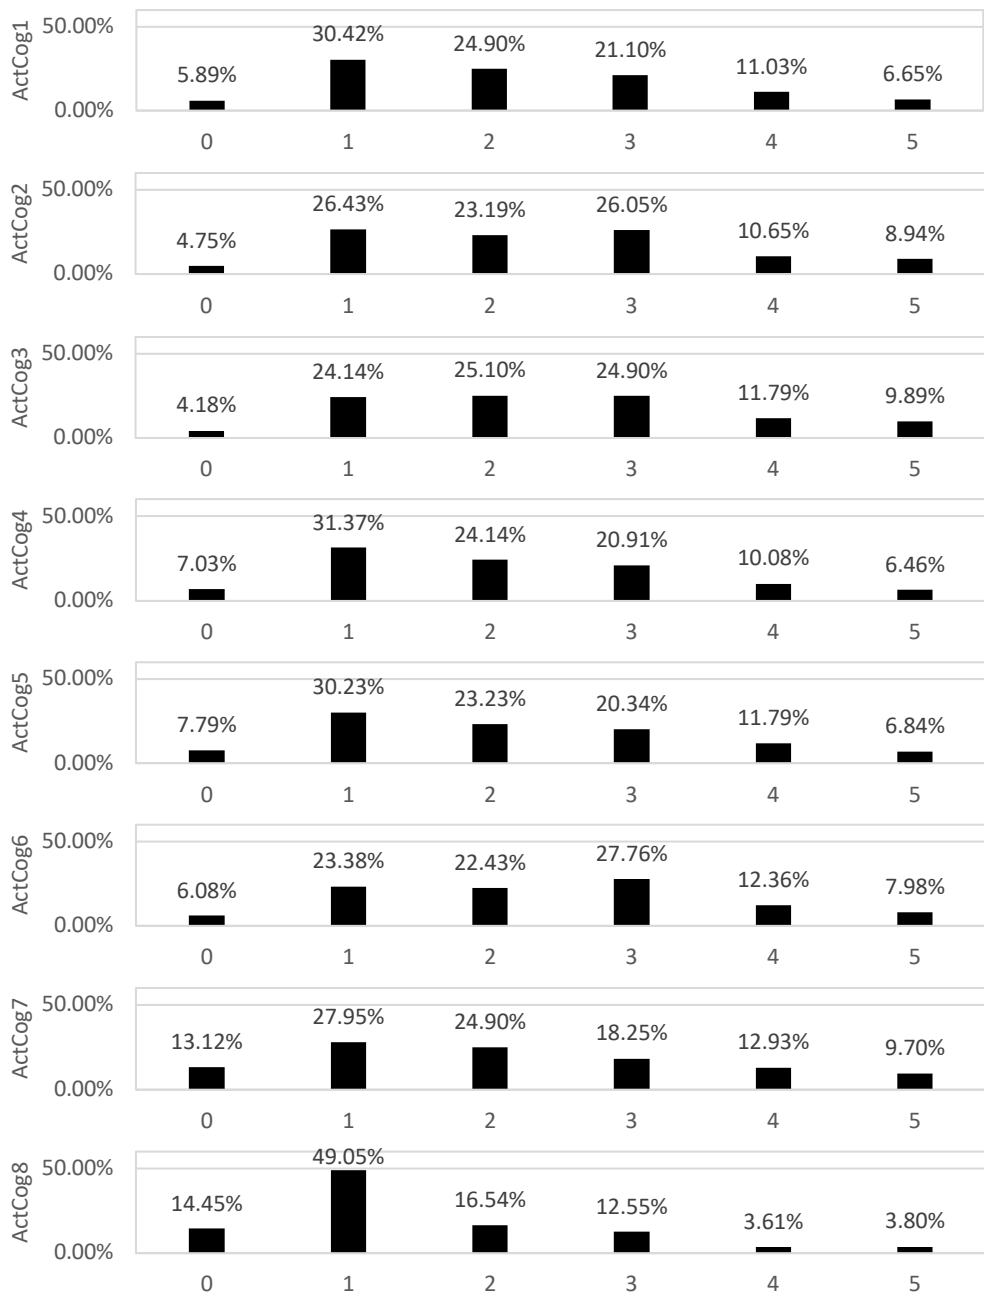 ActCog1
50.00%
0.00%
5.89% 30.42% 24.90% 21.10% 11.03% 6.65%
0 1 2 3 4 5
ActCog2
50.00%
0.00%
4.75% 26.43% 23.19% 26.05% 10.65% 8.94%
0 1 2 3 4 5
ActCog3
50.00%
0.00%
4.18% 24.14% 25.10% 24.90% 11.79% 9.89%
0 1 2 3 4 5
ActCog4
50.00%
0.00%
7.03% 31.37% 24.14% 20.91% 10.08% 6.46%
0 1 2 3 4 5
ActCog5
50.00%
0.00%
7.79% 30.23% 23.23% 20.34% 11.79% 6.84%
0 1 2 3 4 5
ActCog6
50.00%
0.00%
6.08% 23.38% 22.43% 27.76% 12.36% 7.98%
0 1 2 3 4 5
ActCog7
50.00%
0.00%
13.12% 27.95% 24.90% 18.25% 12.93% 9.70%
0 1 2 3 4 5
ActCog8
50.00%
0.00%
14.45% 49.05% 16.54% 12.55% 3.61% 3.80%
0 1 2 3 4 5